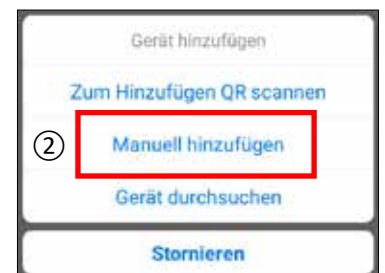 Gerät hinzufügen
Zum Hinzufügen QR scannen
② Manuell hinzufügen
Gerät durchsuchen
Stornieren